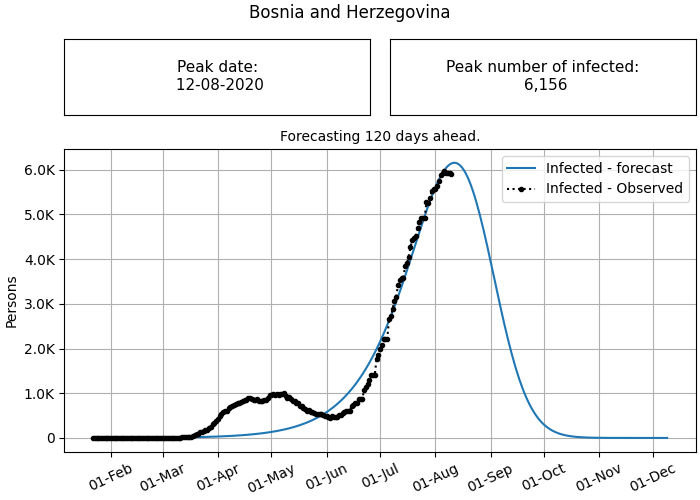 Bosnia and Herzegovina
Peak date:
12-08-2020
Peak number of infected:
6,156
Forecasting 120 days ahead.
Infected - forecast
Infected - Observed
Persons
6.0K
5.0K
4.0K
3.0K
2.0K
1.0K
0
01-Feb
01-Mar
01-Apr
01-May
01-Jun
01-Jul
01-Aug
01-Sep
01-Oct
01-Nov
01-Dec